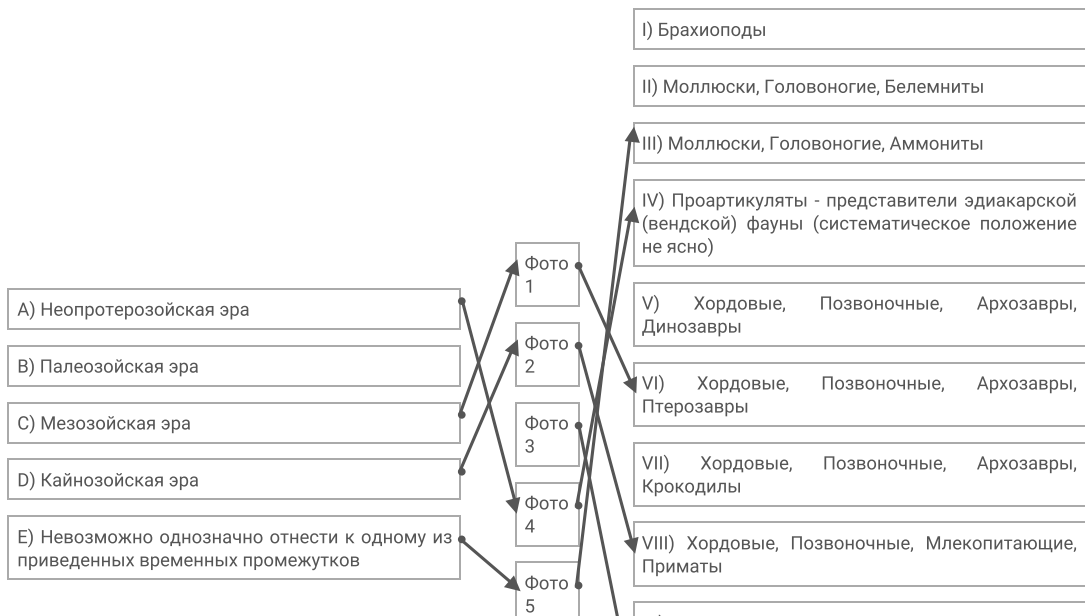 I) Брахиоподы
II) Моллюски, Головоногие, Белемниты
III) Моллюски, Головоногие, Аммониты
IV) Проартикуляты - представители эдиакарской
(вендской) фауны (систематическое положение
не ясно)
V) Хордовые, Позвоночные, Архозавры,
Динозавры
VI) Хордовые, Позвоночные, Архозавры,
Птерозавры
VII) Хордовые, Позвоночные, Архозавры,
Крокодилы
VIII) Хордовые, Позвоночные, Млекопитающие,
Приматы
Фото
1
Фото
2
Фото
3
Фото
4
Фото
5
A) Неопротерозойская эра
B) Палеозойская эра
C) Мезозойская эра
D) Кайнозойская эра
E) Невозможно однозначно отнести к одному из
приведенных временных промежутков